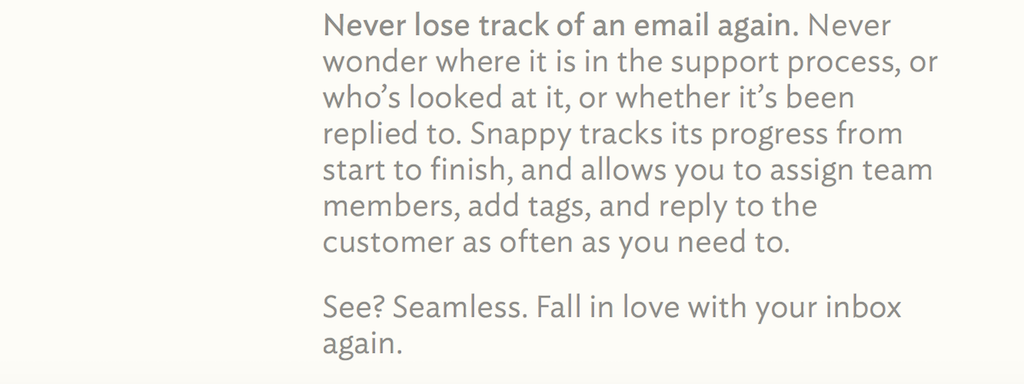 Never lose track of an email again. Never
wonder where it is in the support process, or
who’s looked at it, or whether it’s been
replied to. Snappy tracks its progress from
start to finish, and allows you to assign team
members, add tags, and reply to the
customer as often as you need to.
See? Seamless. Fall in love with your inbox
again.